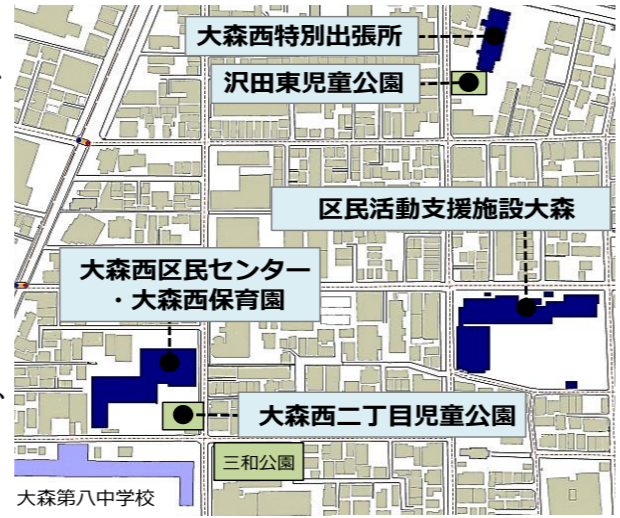 大森西特別出張所
沢田東児童公園
区民活動支援施設大森
大森西区民センター
・大森西保育園
大森西二丁目児童公園
三和公園
大森第八中学校